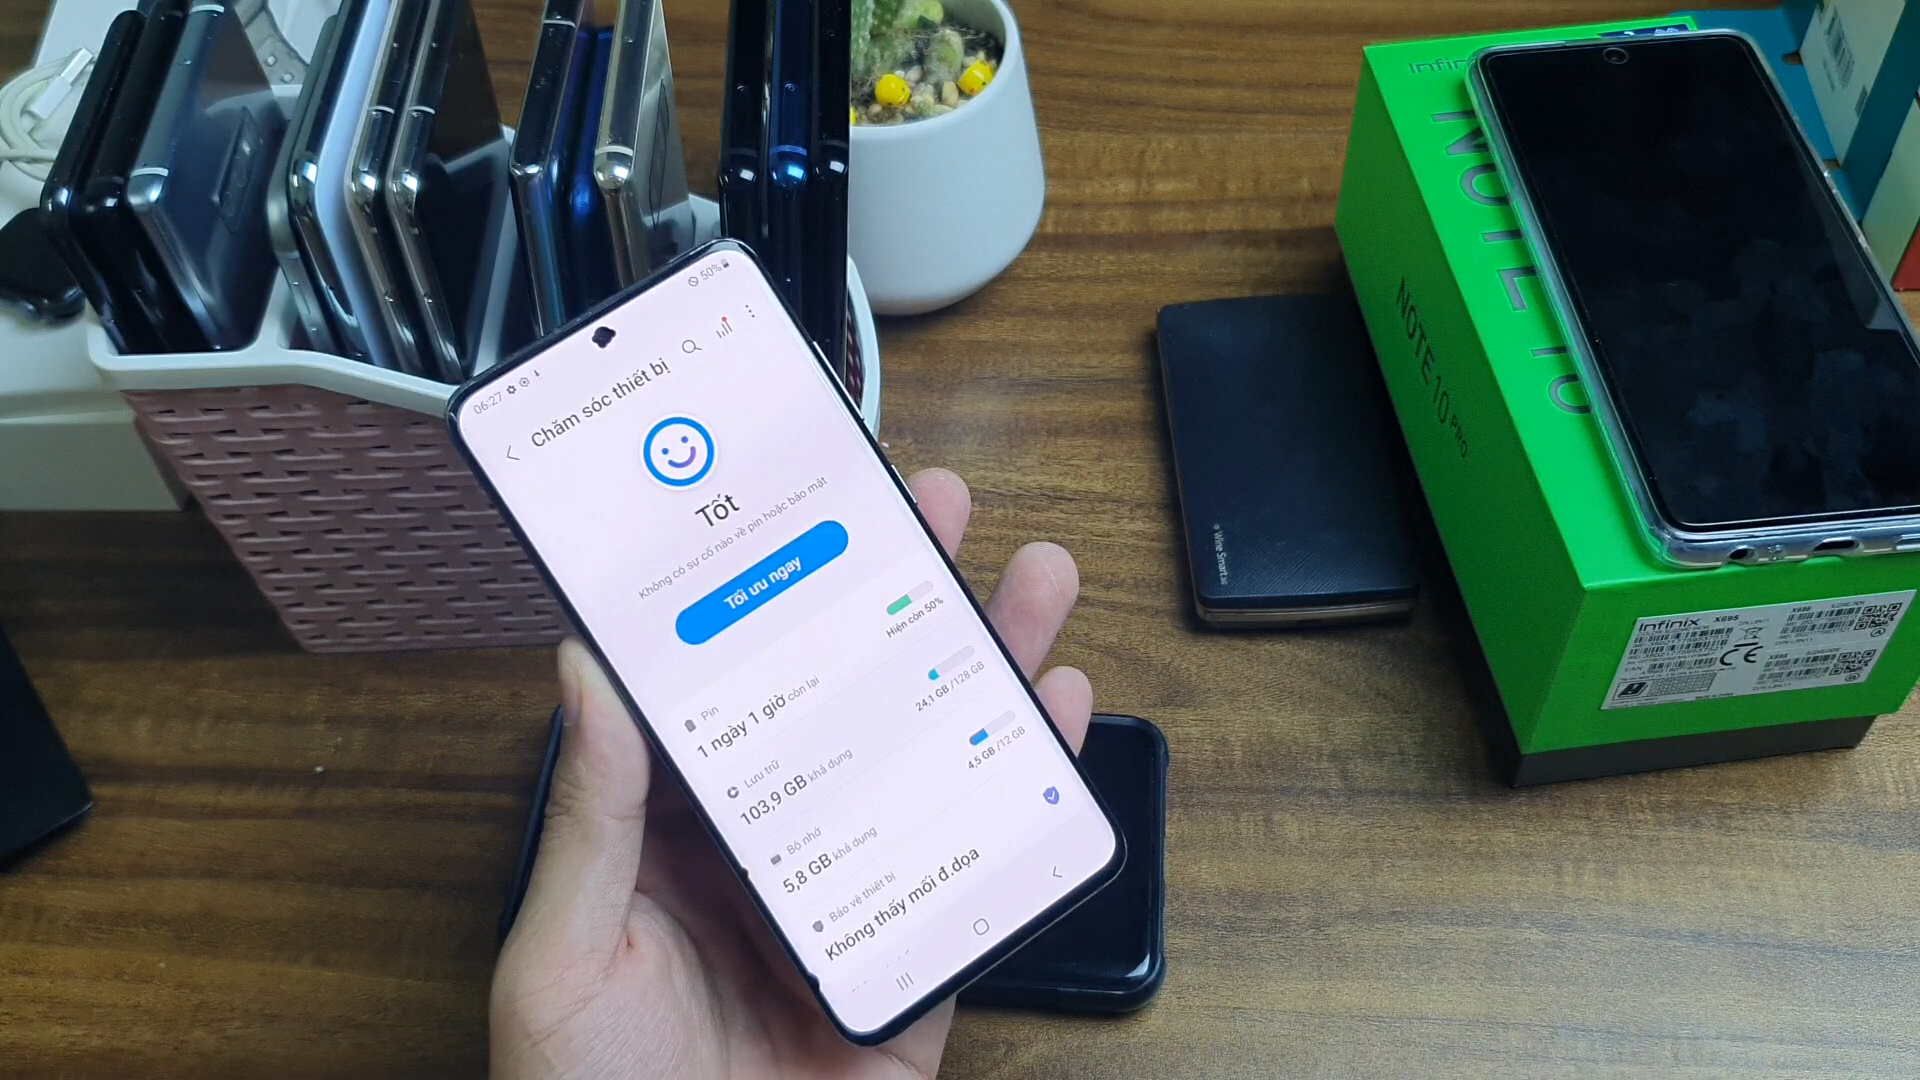 06:27
50%
Chăm sóc thiết bị
Tốt
Không có sự cố nào về pin hoặc bảo mật
Tối ưu ngay
Pin
1 ngày 1 giờ còn lại
Hiện còn 50%
Lưu trữ
103,9 GB khả dụng
24,1 GB /128 GB
Bộ nhớ
5,8 GB khả dụng
4,5 GB /12 GB
Bảo vệ thiết bị
Không thấy mối đ.dọa
Wine Smart
Infinix
NOTE 10
NOTE 10 PRO
Infinix X695
CE